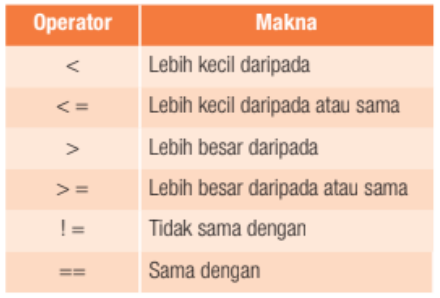 Operator Makna
< Lebih kecil daripada
< = Lebih kecil daripada atau sama
> Lebih besar daripada
> = Lebih besar daripada atau sama
! = Tidak sama dengan
== Sama dengan